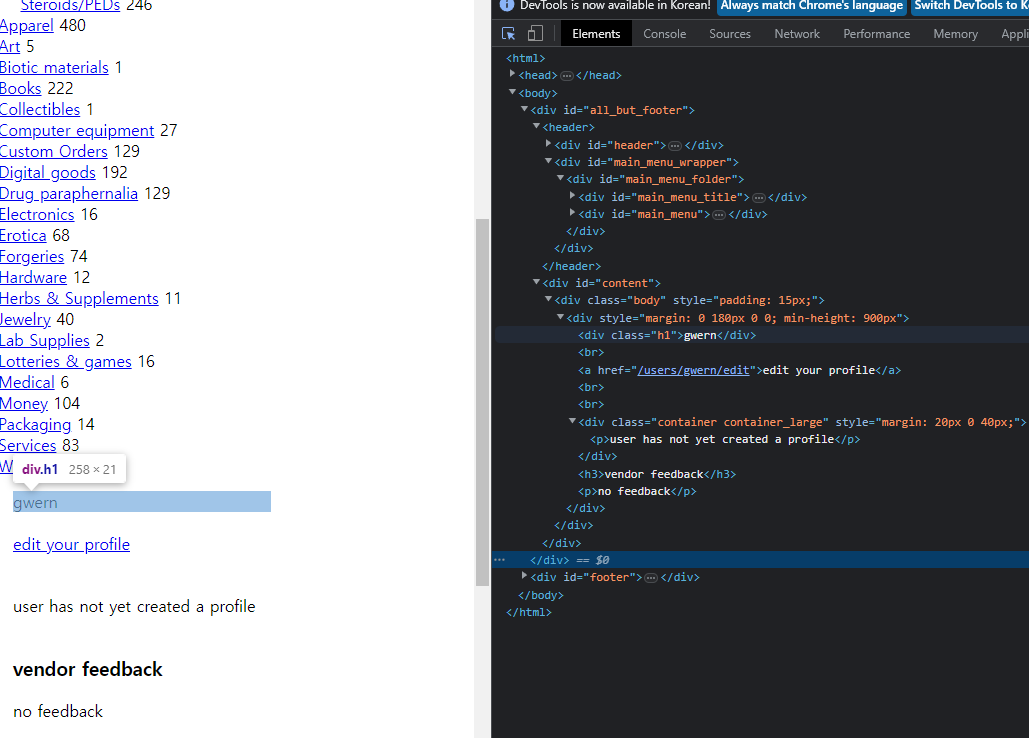 Steroids/PEDs 246
Apparel 480
Art 5
Biotic materials 1
Books 222
Collectibles 1
Computer equipment 27
Custom Orders 129
Digital goods 192
Drug paraphernalia 129
Electronics 16
Erotica 68
Forgeries 74
Hardware 12
Herbs & Supplements 11
Jewelry 40
Lab Supplies 2
Lotteries & games 16
Medical 6
Money 104
Packaging 14
Services 83
W
div.h1 258 × 21
gwern
edit your profile
user has not yet created a profile
vendor feedback
no feedback
DevTools is now available in Korean! Always match Chrome's language Switch DevTools to K
Elements Console Sources Network Performance Memory Appli
<html>
<head> ⋯ </head>
<body>
<div id="all_but_footer">
<header>
<div id="header"> ⋯ </div>
<div id="main_menu_wrapper">
<div id="main_menu_folder">
<div id="main_menu_title"> ⋯ </div>
<div id="main_menu"> ⋯ </div>
</div>
</div>
</header>
<div id="content">
<div class="body" style="padding: 15px;">
<div style="margin: 0 180px 0 0; min-height: 900px">
<div class="h1">gwern</div>
<br>
<a href="/users/gwern/edit">edit your profile</a>
<br>
<br>
<div class="container container_large" style="margin: 20px 0 40px;">
<p>user has not yet created a profile</p>
</div>
<h3>vendor feedback</h3>
<p>no feedback</p>
</div>
</div>
</div>
⋯ </div> == $0
<div id="footer"> ⋯ </div>
</body>
</html>